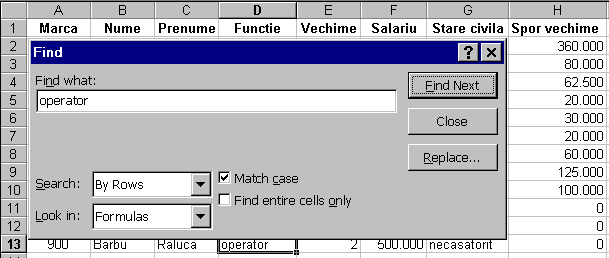 A B C D E F G H
1 Marca Nume Prenume Functie Vechime Salariu Stare civila Spor vechime
2 360.000
Find
3 80.000
Find what:
4 62.500
Find Next
operator
5 20.000
6 30.000
Close
7 20.000
8 60.000
Replace...
9 125.000
Search: By Rows Match case
10 100.000
Find entire cells only
11 0
Look in: Formulas
12 0
13 900 Barbu Raluca operator 2 500.000 necasatorit 0